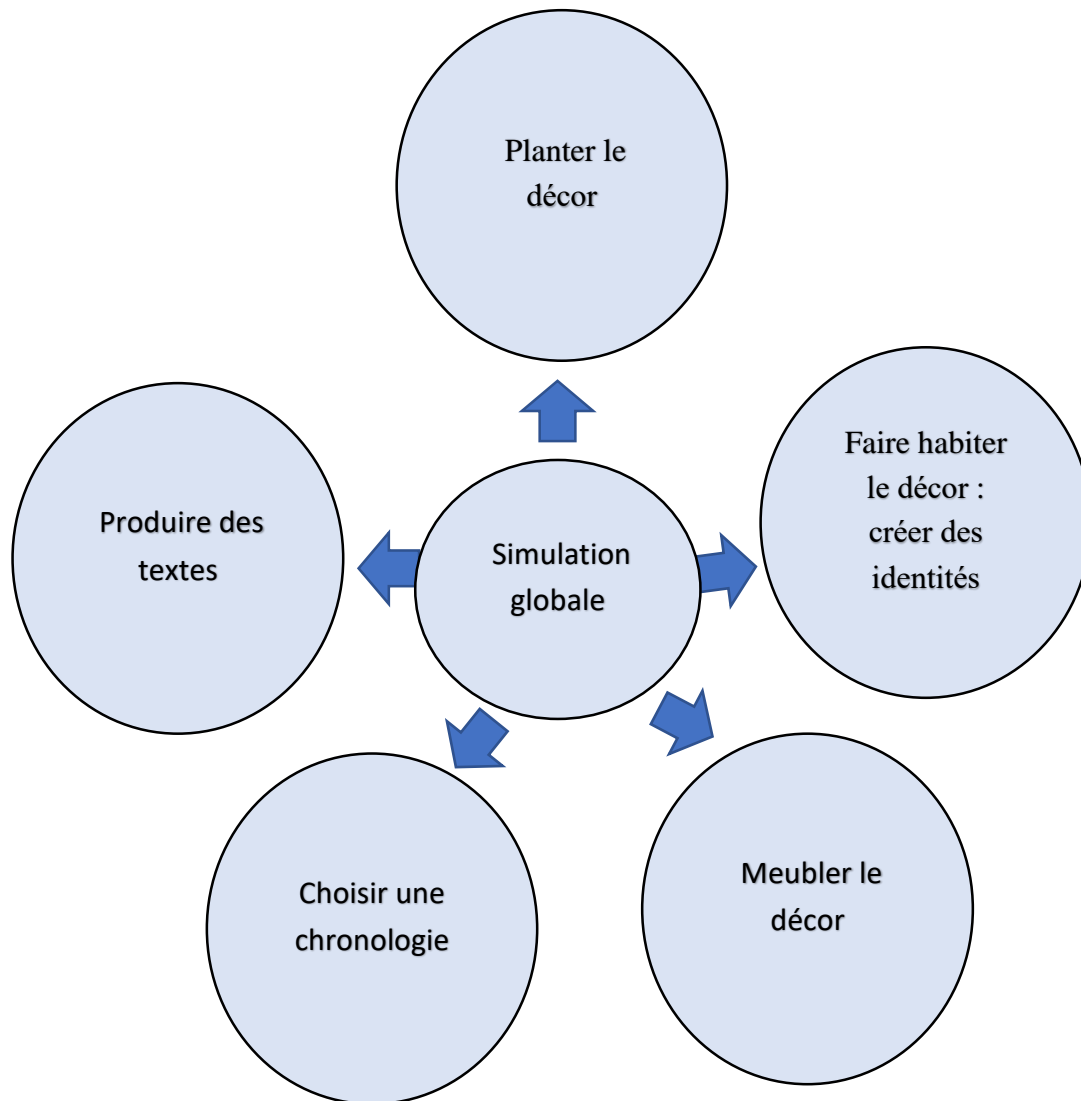 Planter le
décor
Faire habiter
le décor :
créer des
identités
Produire des
textes
Simulation
globale
Meubler le
décor
Choisir une
chronologie